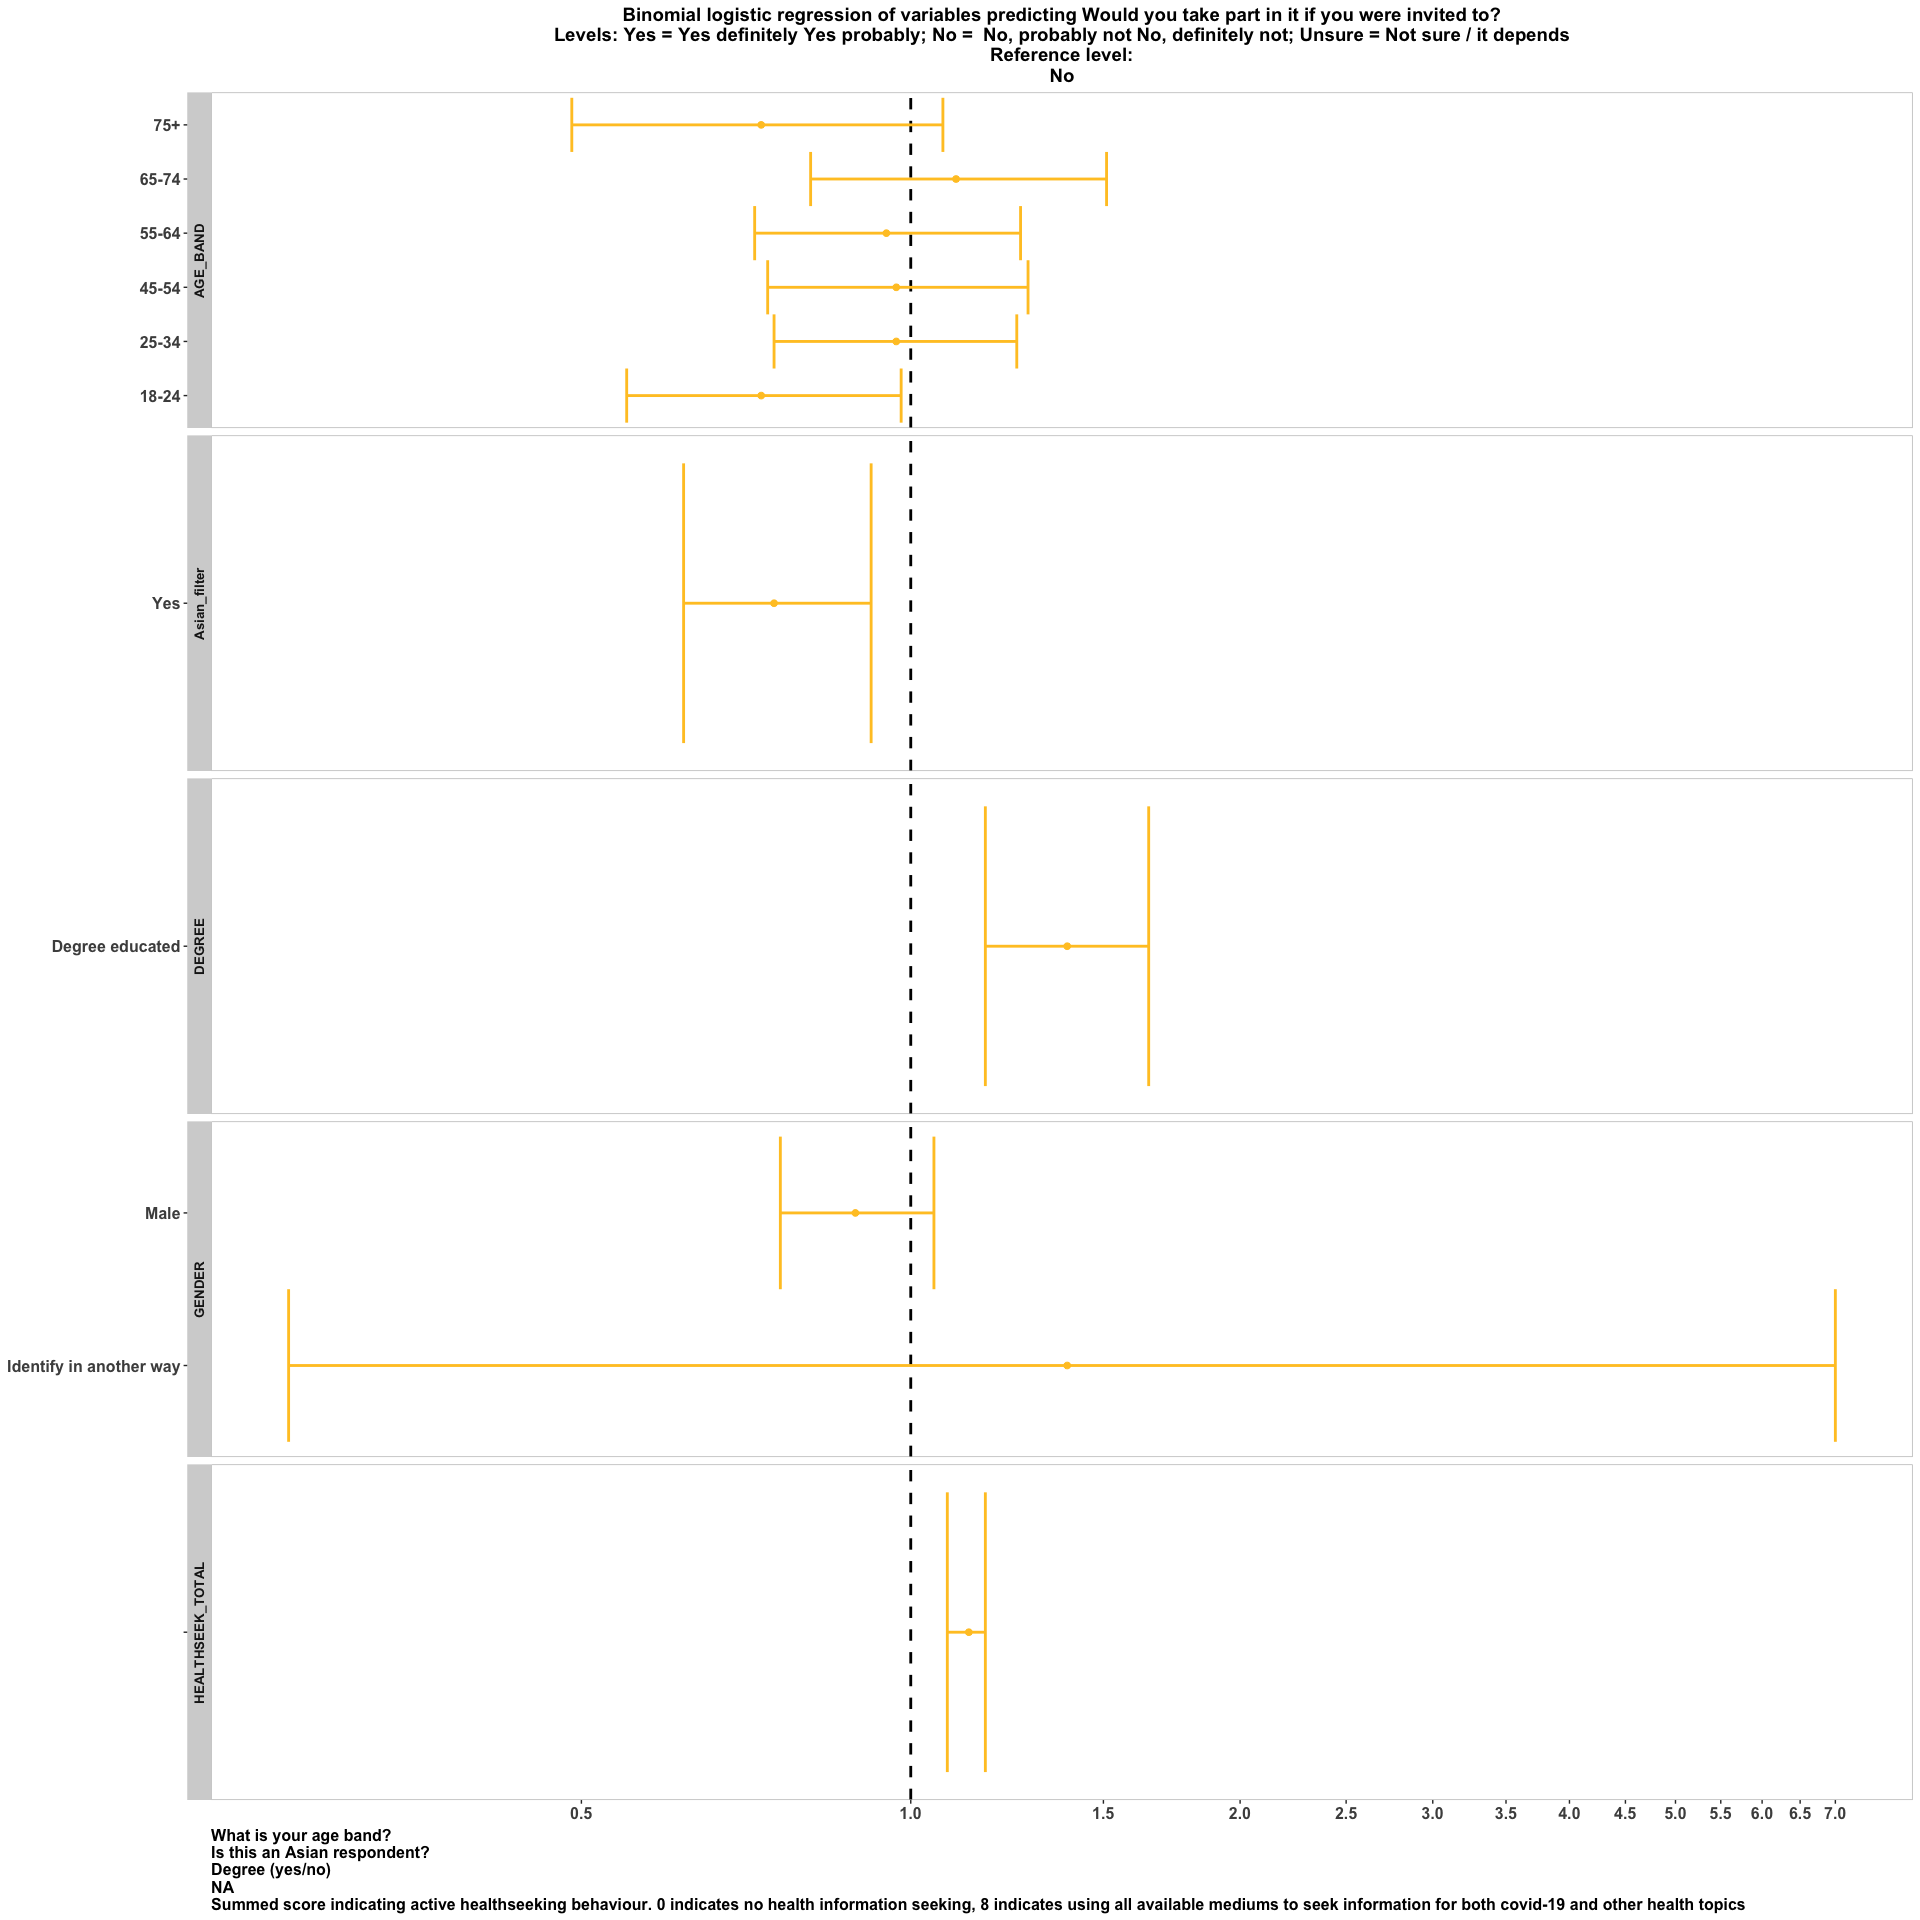 Binomial logistic regression of variables predicting Would you take part in it if you were invited to?
Levels: Yes = Yes definitely Yes probably; No =  No, probably not No, definitely not; Unsure = Not sure / it depends
Reference level:
No
AGE_BAND
75+
65-74
55-64
45-54
25-34
18-24
Asian_filter
Yes
DEGREE
Degree educated
GENDER
Male
Identify in another way
HEALTHSEEK_TOTAL
0.5 1.0 1.5 2.0 2.5 3.0 3.5 4.0 4.5 5.0 5.5 6.0 6.5 7.0
What is your age band?
Is this an Asian respondent?
Degree (yes/no)
NA
Summed score indicating active healthseeking behaviour. 0 indicates no health information seeking, 8 indicates using all available mediums to seek information for both covid-19 and other health topics